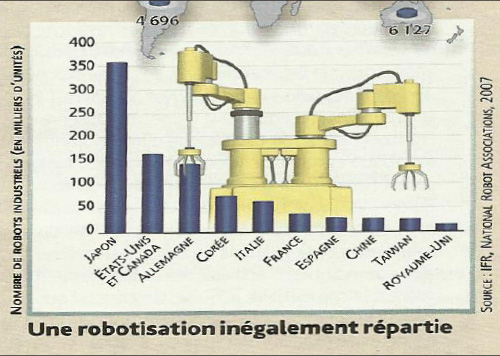 4 696
6 127
NOMBRE DE ROBOTS INDUSTRIELS (EN MILLIERS D'UNITÉS)
400
350
300
250
200
150
100
50
0
JAPON
ÉTATS-UNIS
ET CANADA
ALLEMAGNE
CORÉE
ITALIE
FRANCE
ESPAGNE
CHINE
TAIWAN
ROYAUME-UNI
SOURCE : IFR, NATIONAL ROBOT ASSOCIATIONS, 2007
Une robotisation inégalement répartie